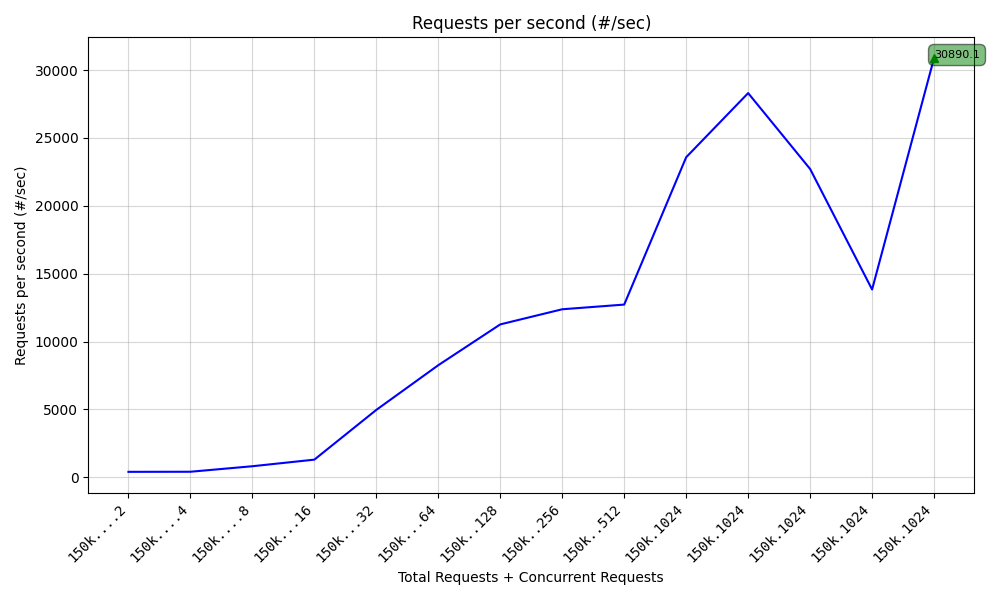 Requests per second (#/sec)
30890.1
30000
25000
20000
15000
10000
5000
0
Requests per second (#/sec)
150k....2
150k....4
150k....8
150k...16
150k...32
150k...64
150k..128
150k..256
150k..512
150k.1024
150k.1024
150k.1024
150k.1024
150k.1024
Total Requests + Concurrent Requests